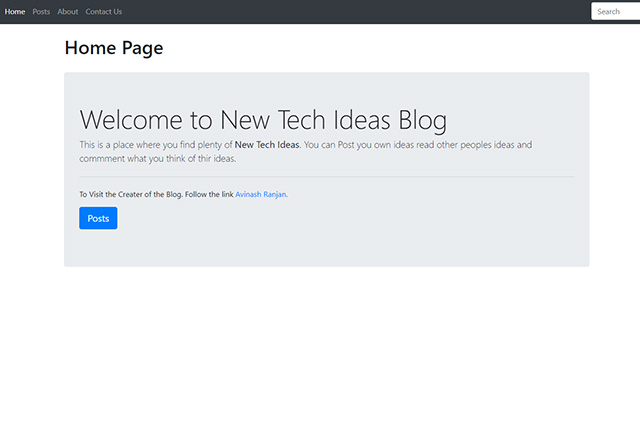 Home Posts About Contact Us Search
Home Page
Welcome to New Tech Ideas Blog
This is a place where you find plenty of New Tech Ideas. You can Post you own ideas read other peoples ideas and
commment what you think of thir ideas.
To Visit the Creater of the Blog. Follow the link Avinash Ranjan.
Posts